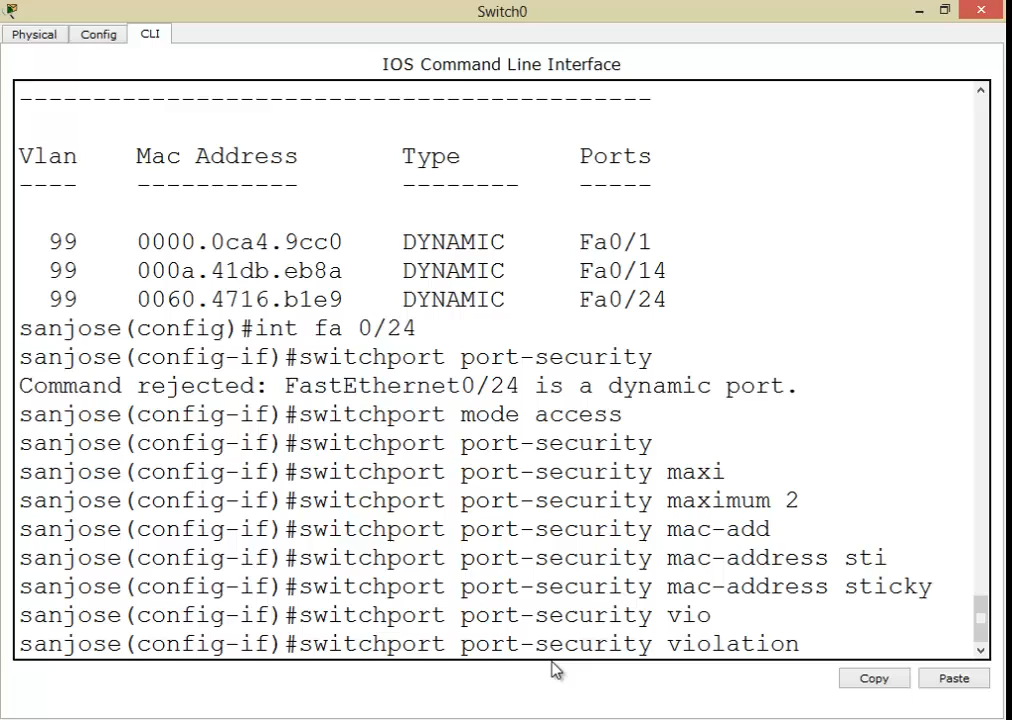 Switch0
Physical Config CLI
IOS Command Line Interface
-------------------------------------------
Vlan Mac Address Type Ports
---- ----------- -------- -----
99 0000.0ca4.9cc0 DYNAMIC Fa0/1
99 000a.41db.eb8a DYNAMIC Fa0/14
99 0060.4716.b1e9 DYNAMIC Fa0/24
sanjose(config)#int fa 0/24
sanjose(config-if)#switchport port-security
Command rejected: FastEthernet0/24 is a dynamic port.
sanjose(config-if)#switchport mode access
sanjose(config-if)#switchport port-security
sanjose(config-if)#switchport port-security maxi
sanjose(config-if)#switchport port-security maximum 2
sanjose(config-if)#switchport port-security mac-add
sanjose(config-if)#switchport port-security mac-address sti
sanjose(config-if)#switchport port-security mac-address sticky
sanjose(config-if)#switchport port-security vio
sanjose(config-if)#switchport port-security violation
Copy Paste